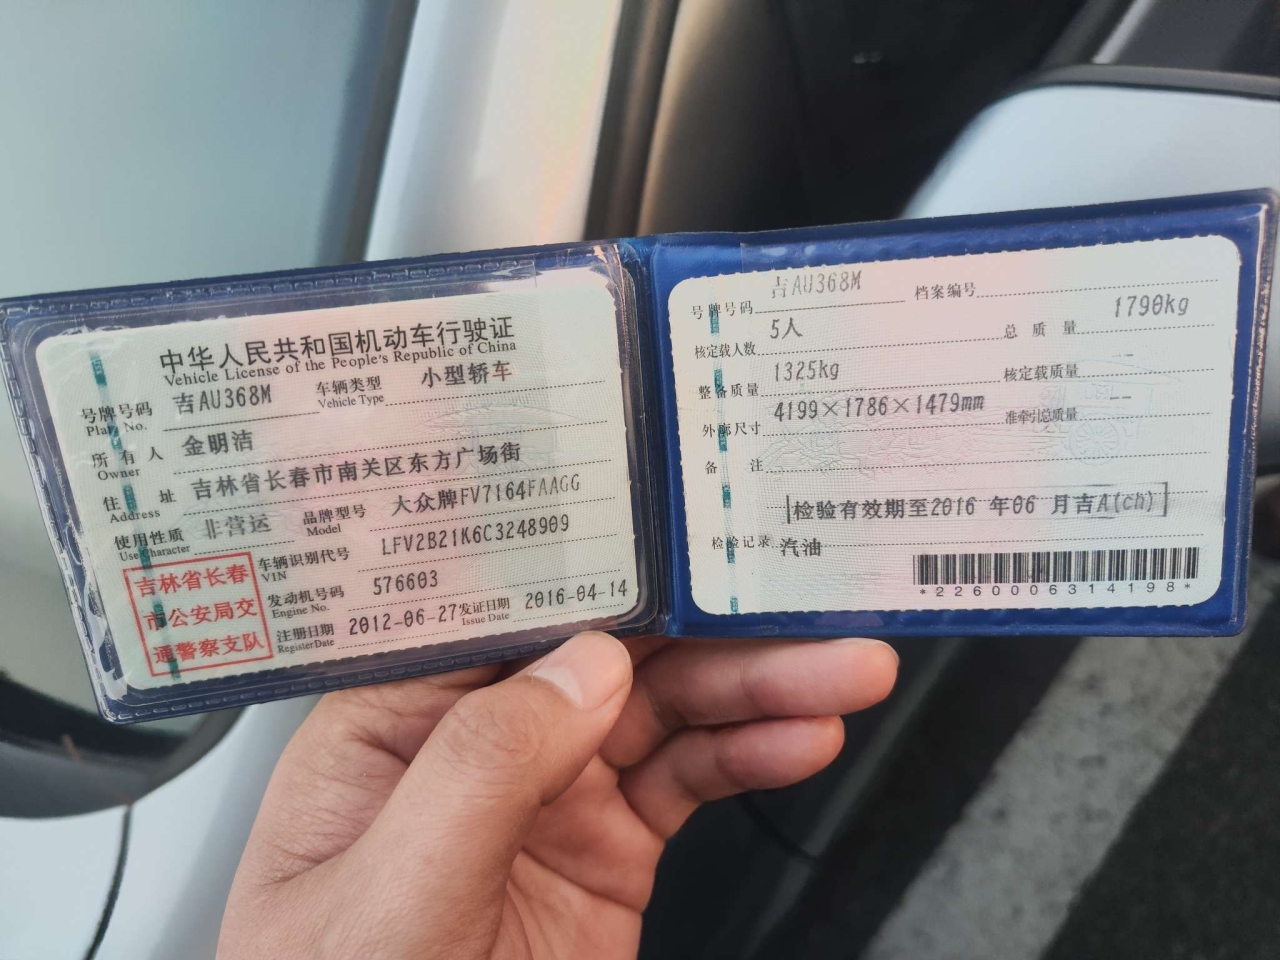 中华人民共和国机动车行驶证
Vehicle License of the People's Republic of China
号牌号码 吉AU368M 车辆类型 小型轿车
Plate No. Vehicle Type
所有人 金明洁
Owner
住址 吉林省长春市南关区东方广场街
Address
使用性质 非营运 品牌型号 大众牌FV7164FAAGG
Use Character Model
车辆识别代号 LFV2B21K6C3248909
VIN
发动机号码 576603
Engine No.
注册日期 2012-06-27 发证日期 2016-04-14
Register Date Issue Date
吉林省长春
市公安局交
通警察支队
号牌号码 吉AU368M 档案编号
核定载人数 5人 总质量 1790kg
整备质量 1325kg 核定载质量 --
外廓尺寸 4199×1786×1479mm 准牵引总质量 --
备注
检验有效期至2016 年06 月吉A(ch)
检验记录 汽油
*2260006314198*